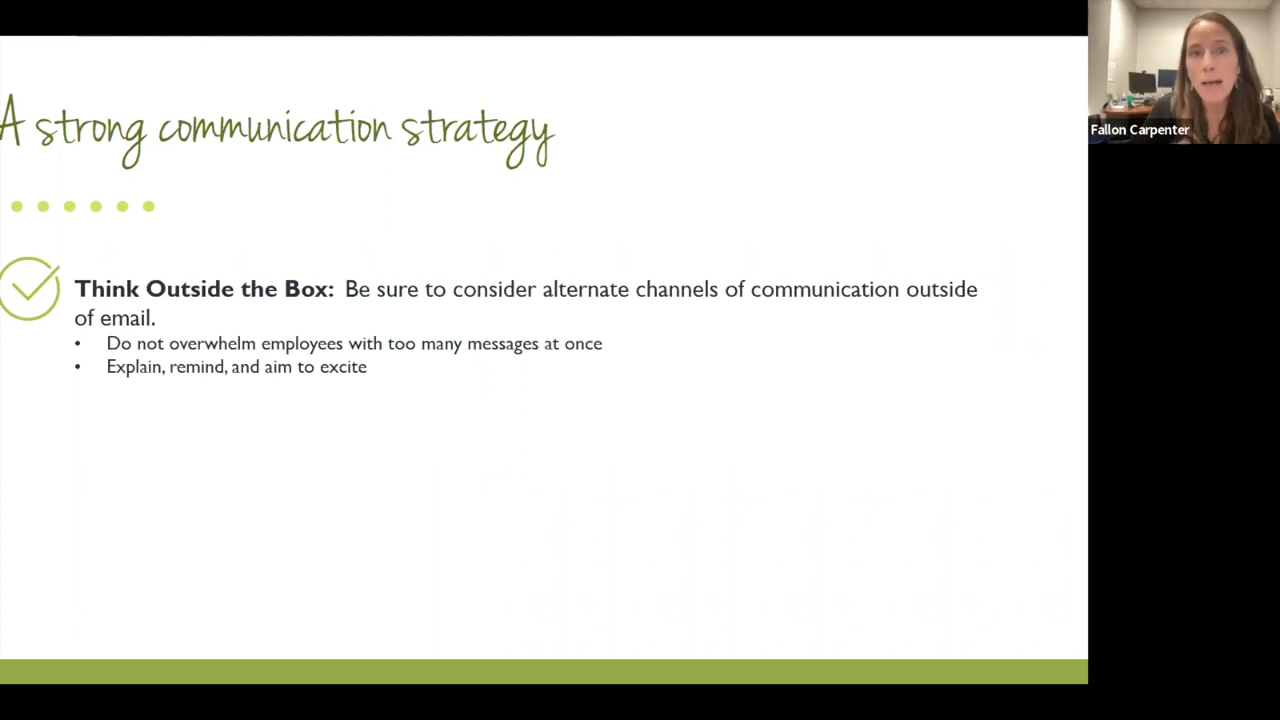 A strong communication strategy
Think Outside the Box: Be sure to consider alternate channels of communication outside
of email.
• Do not overwhelm employees with too many messages at once
• Explain, remind, and aim to excite
Fallon Carpenter